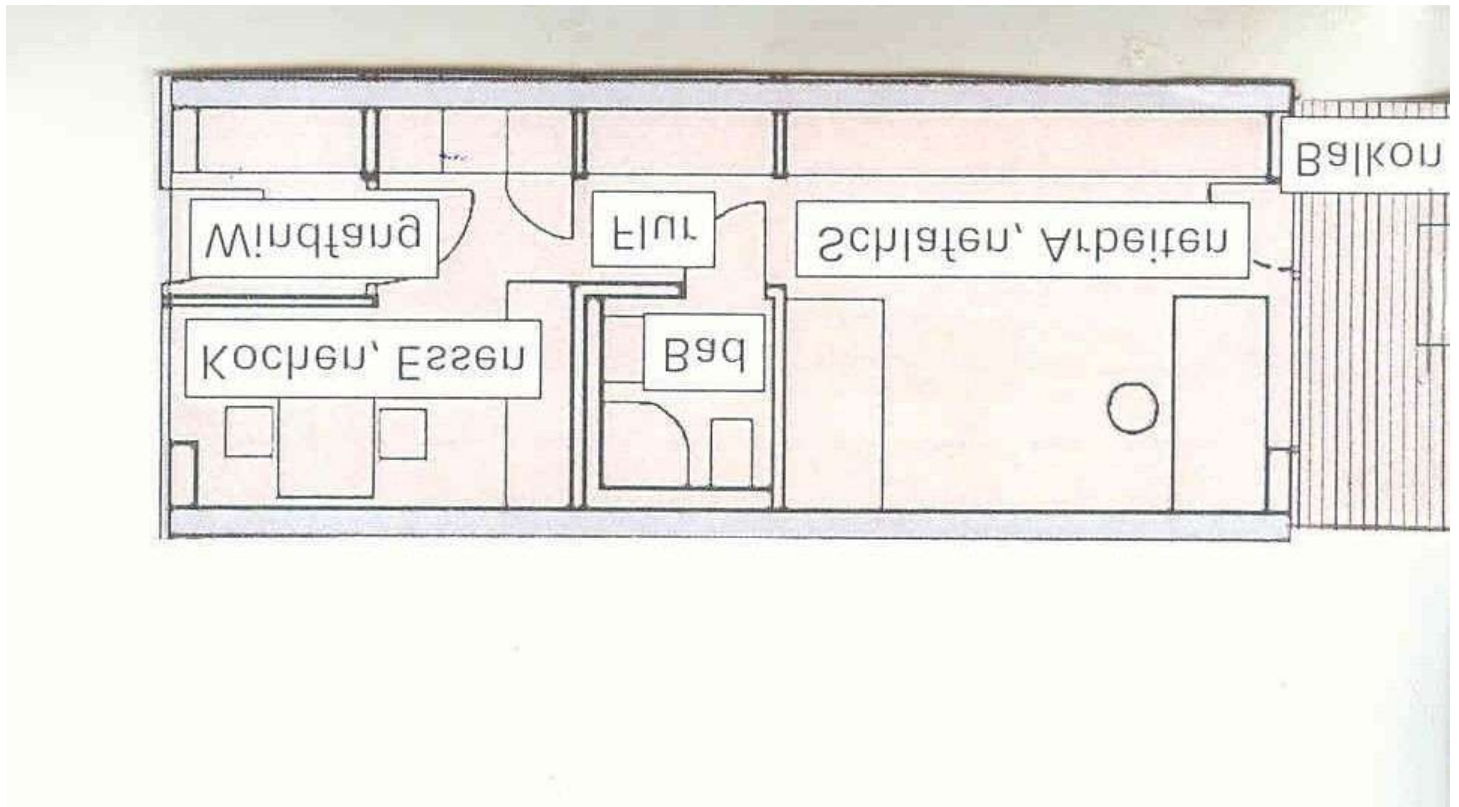 Balkon
Windfang
Flur
Schlafen, Arbeiten
Kochen, Essen
Bad